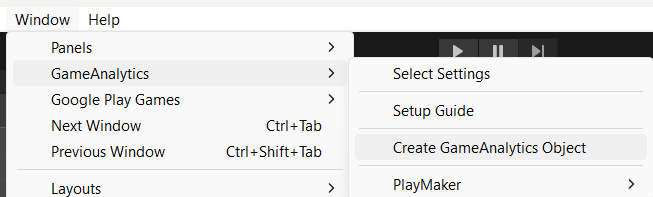 Window Help
Panels
GameAnalytics
Google Play Games
Next Window Ctrl+Tab
Previous Window Ctrl+Shift+Tab
Layouts
Select Settings
Setup Guide
Create GameAnalytics Object
PlayMaker